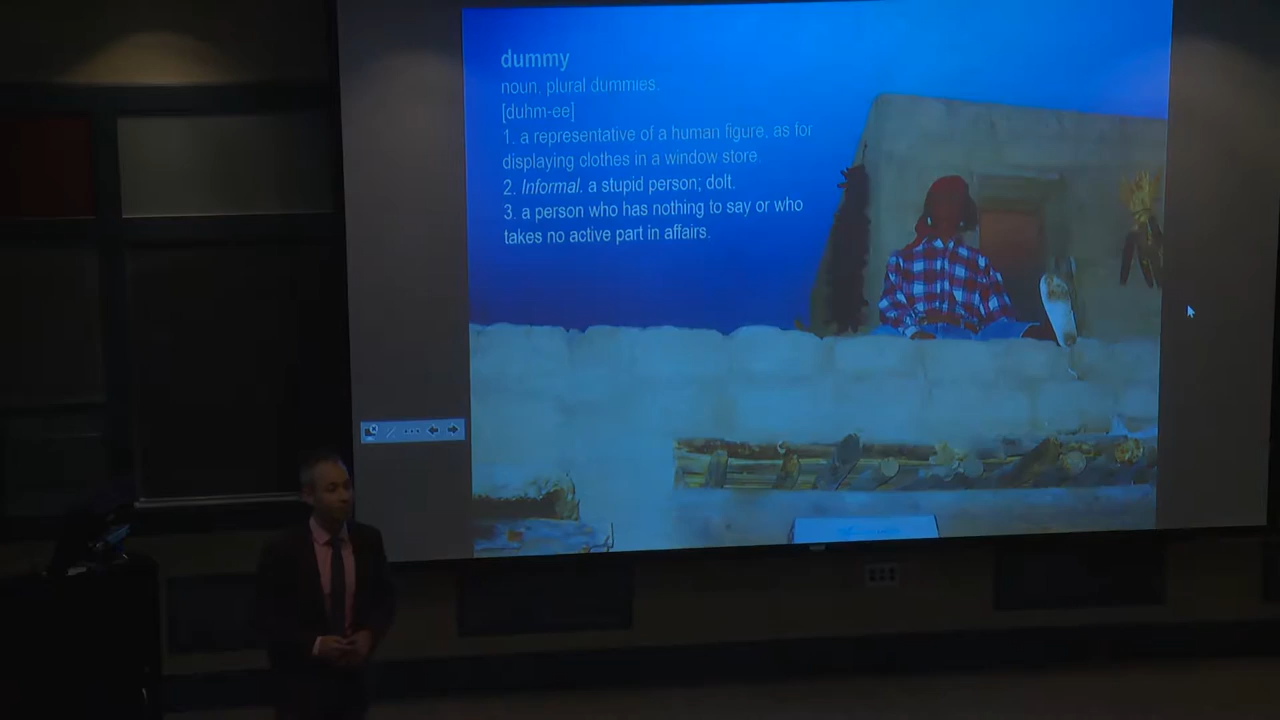 dummy
noun, plural dummies.
[duhm-ee]
1. a representative of a human figure, as for
displaying clothes in a window store.
2. Informal. a stupid person; dolt.
3. a person who has nothing to say or who
takes no active part in affairs.